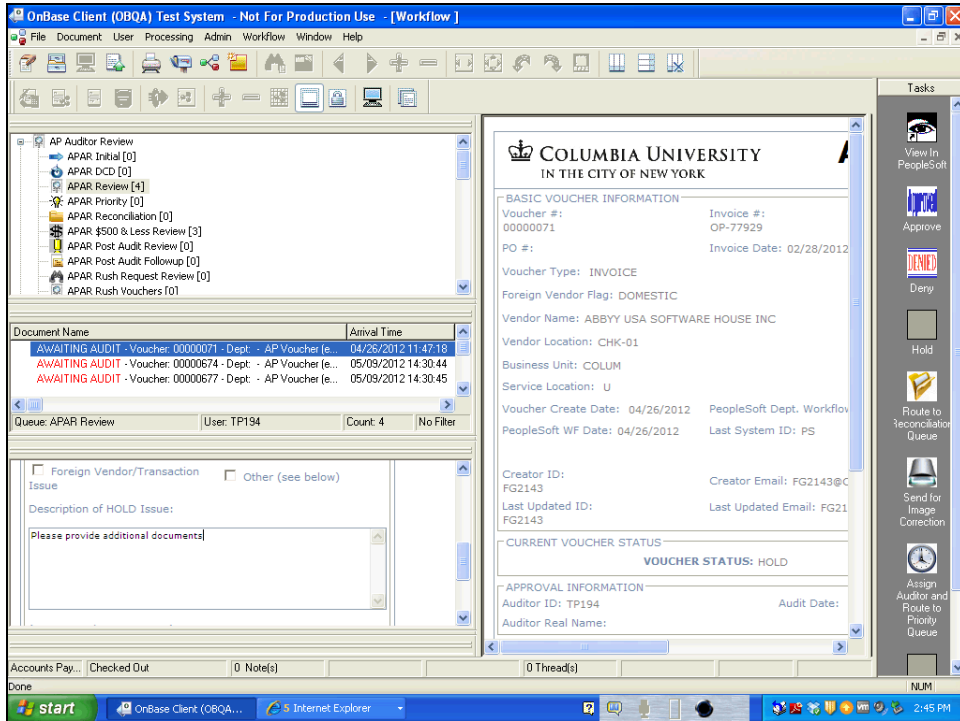 OnBase Client (OBQA) Test System - Not For Production Use - [Workflow ]
File Document User Processing Admin Workflow Window Help
Tasks
AP Auditor Review
APAR Initial [0]
APAR DCD [0]
APAR Review [4]
APAR Priority [0]
APAR Reconciliation [0]
APAR $500 & Less Review [3]
APAR Post Audit Review [0]
APAR Post Audit Followup [0]
APAR Rush Request Review [0]
APAR Rush Vouchers [0]
Document Name Arrival Time
AWAITING AUDIT - Voucher: 00000071 - Dept: - AP Voucher (e... 04/26/2012 11:47:18
AWAITING AUDIT - Voucher: 00000674 - Dept: - AP Voucher (e... 05/09/2012 14:30:44
AWAITING AUDIT - Voucher: 00000677 - Dept: - AP Voucher (e... 05/09/2012 14:30:45
Queue: APAR Review User: TP194 Count: 4 No Filter
Foreign Vendor/Transaction Issue
Other (see below)
Description of HOLD Issue:
Please provide additional documents
COLUMBIA UNIVERSITY
IN THE CITY OF NEW YORK
BASIC VOUCHER INFORMATION
Voucher #: Invoice #:
00000071 OP-77929
PO #: Invoice Date: 02/28/2012
Voucher Type: INVOICE
Foreign Vendor Flag: DOMESTIC
Vendor Name: ABBYY USA SOFTWARE HOUSE INC
Vendor Location: CHK-01
Business Unit: COLUM
Service Location: U
Voucher Create Date: 04/26/2012 PeopleSoft Dept. Workflow
PeopleSoft WF Date: 04/26/2012 Last System ID: PS
Creator ID:
FG2143
Creator Email: FG2143@C
Last Updated ID:
FG2143
Last Updated Email: FG21
CURRENT VOUCHER STATUS
VOUCHER STATUS: HOLD
APPROVAL INFORMATION
Auditor ID: TP194 Audit Date:
Auditor Real Name:
View In
PeopleSoft
Approved
Approve
DENIED
Deny
Hold
Route to
Reconciliation
Queue
Send for
Image
Correction
Assign
Auditor and
Route to
Priority
Queue
Accounts Pay... Checked Out 0 Note(s) 0 Thread(s)
Done NUM
start OnBase Client (OBQA... 5 Internet Explorer 2:45 PM